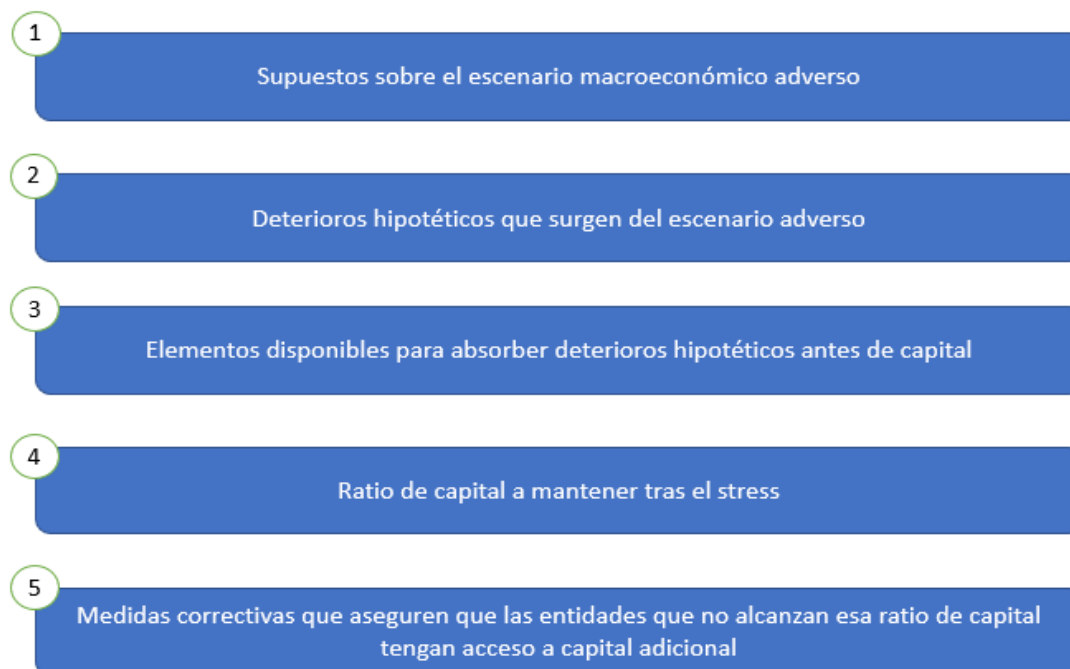 1
Supuestos sobre el escenario macroeconómico adverso
2
Deterioros hipotéticos que surgen del escenario adverso
3
Elementos disponibles para absorber deterioros hipotéticos antes de capital
4
Ratio de capital a mantener tras el stress
5
Medidas correctivas que aseguren que las entidades que no alcanzan esa ratio de capital
tengan acceso a capital adicional